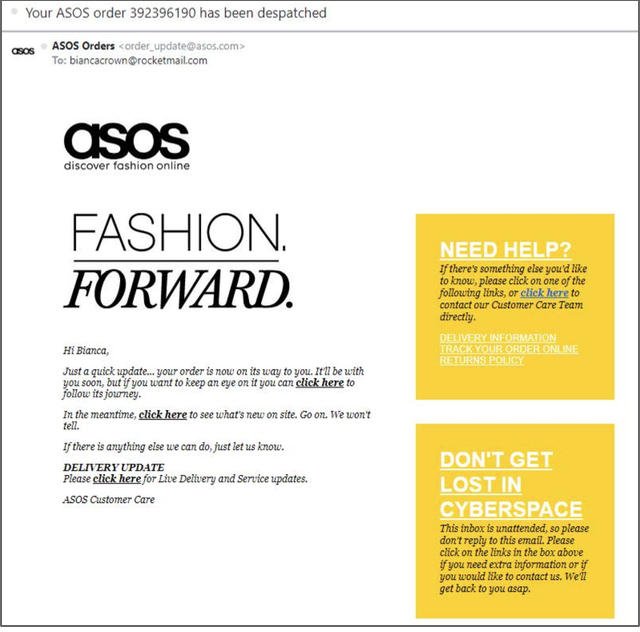 Your ASOS order 392396190 has been despatched
asos
ASOS Orders <order_update@asos.com>
To: biancacrown@rocketmail.com
asos
discover fashion online
FASHION.
FORWARD.
Hi Bianca,
Just a quick update... your order is now on its way to you. It'll be with
you soon, but if you want to keep an eye on it you can click here to
follow its journey.
In the meantime, click here to see what's new on site. Go on. We won't
tell.
If there is anything else we can do, just let us know.
DELIVERY UPDATE
Please click here for Live Delivery and Service updates.
ASOS Customer Care
NEED HELP?
If there's something else you'd like
to know, please click on one of the
following links, or click here to
contact our Customer Care Team
directly.
DELIVERY INFORMATION
TRACK YOUR ORDER ONLINE
RETURNS POLICY
DON'T GET
LOST IN
CYBERSPACE
This inbox is unattended, so please
don't reply to this email. Please
click on the links in the box above
if you need extra information or if
you would like to contact us. We'll
get back to you asap.